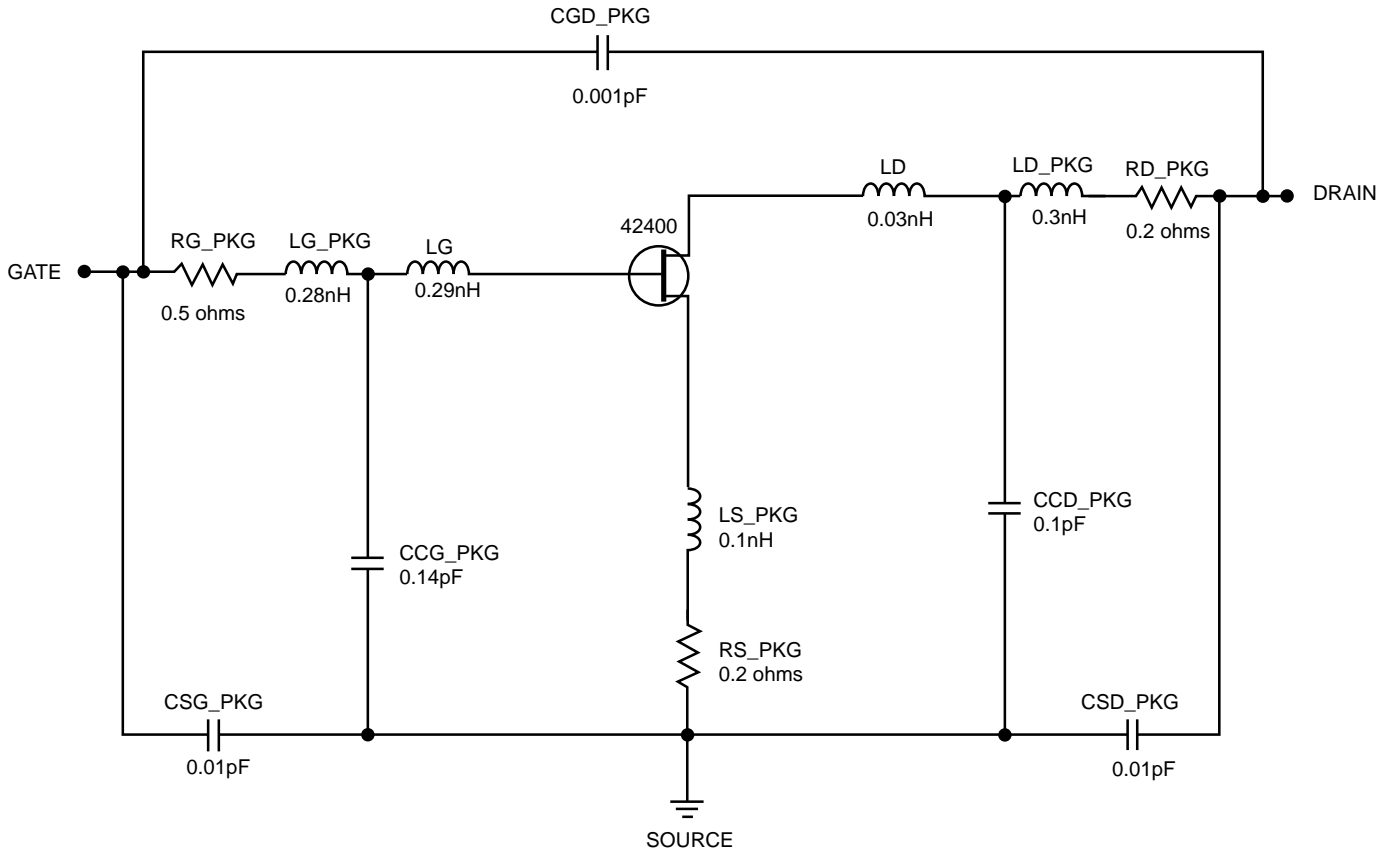 CGD_PKG
0.001pF
LD
LD_PKG
RD_PKG
DRAIN
0.03nH
0.3nH
0.2 ohms
42400
RG_PKG
LG_PKG
LG
GATE
0.28nH
0.29nH
0.5 ohms
LS_PKG
0.1nH
CCD_PKG
0.1pF
CCG_PKG
0.14pF
RS_PKG
0.2 ohms
CSG_PKG
CSD_PKG
0.01pF
0.01pF
SOURCE